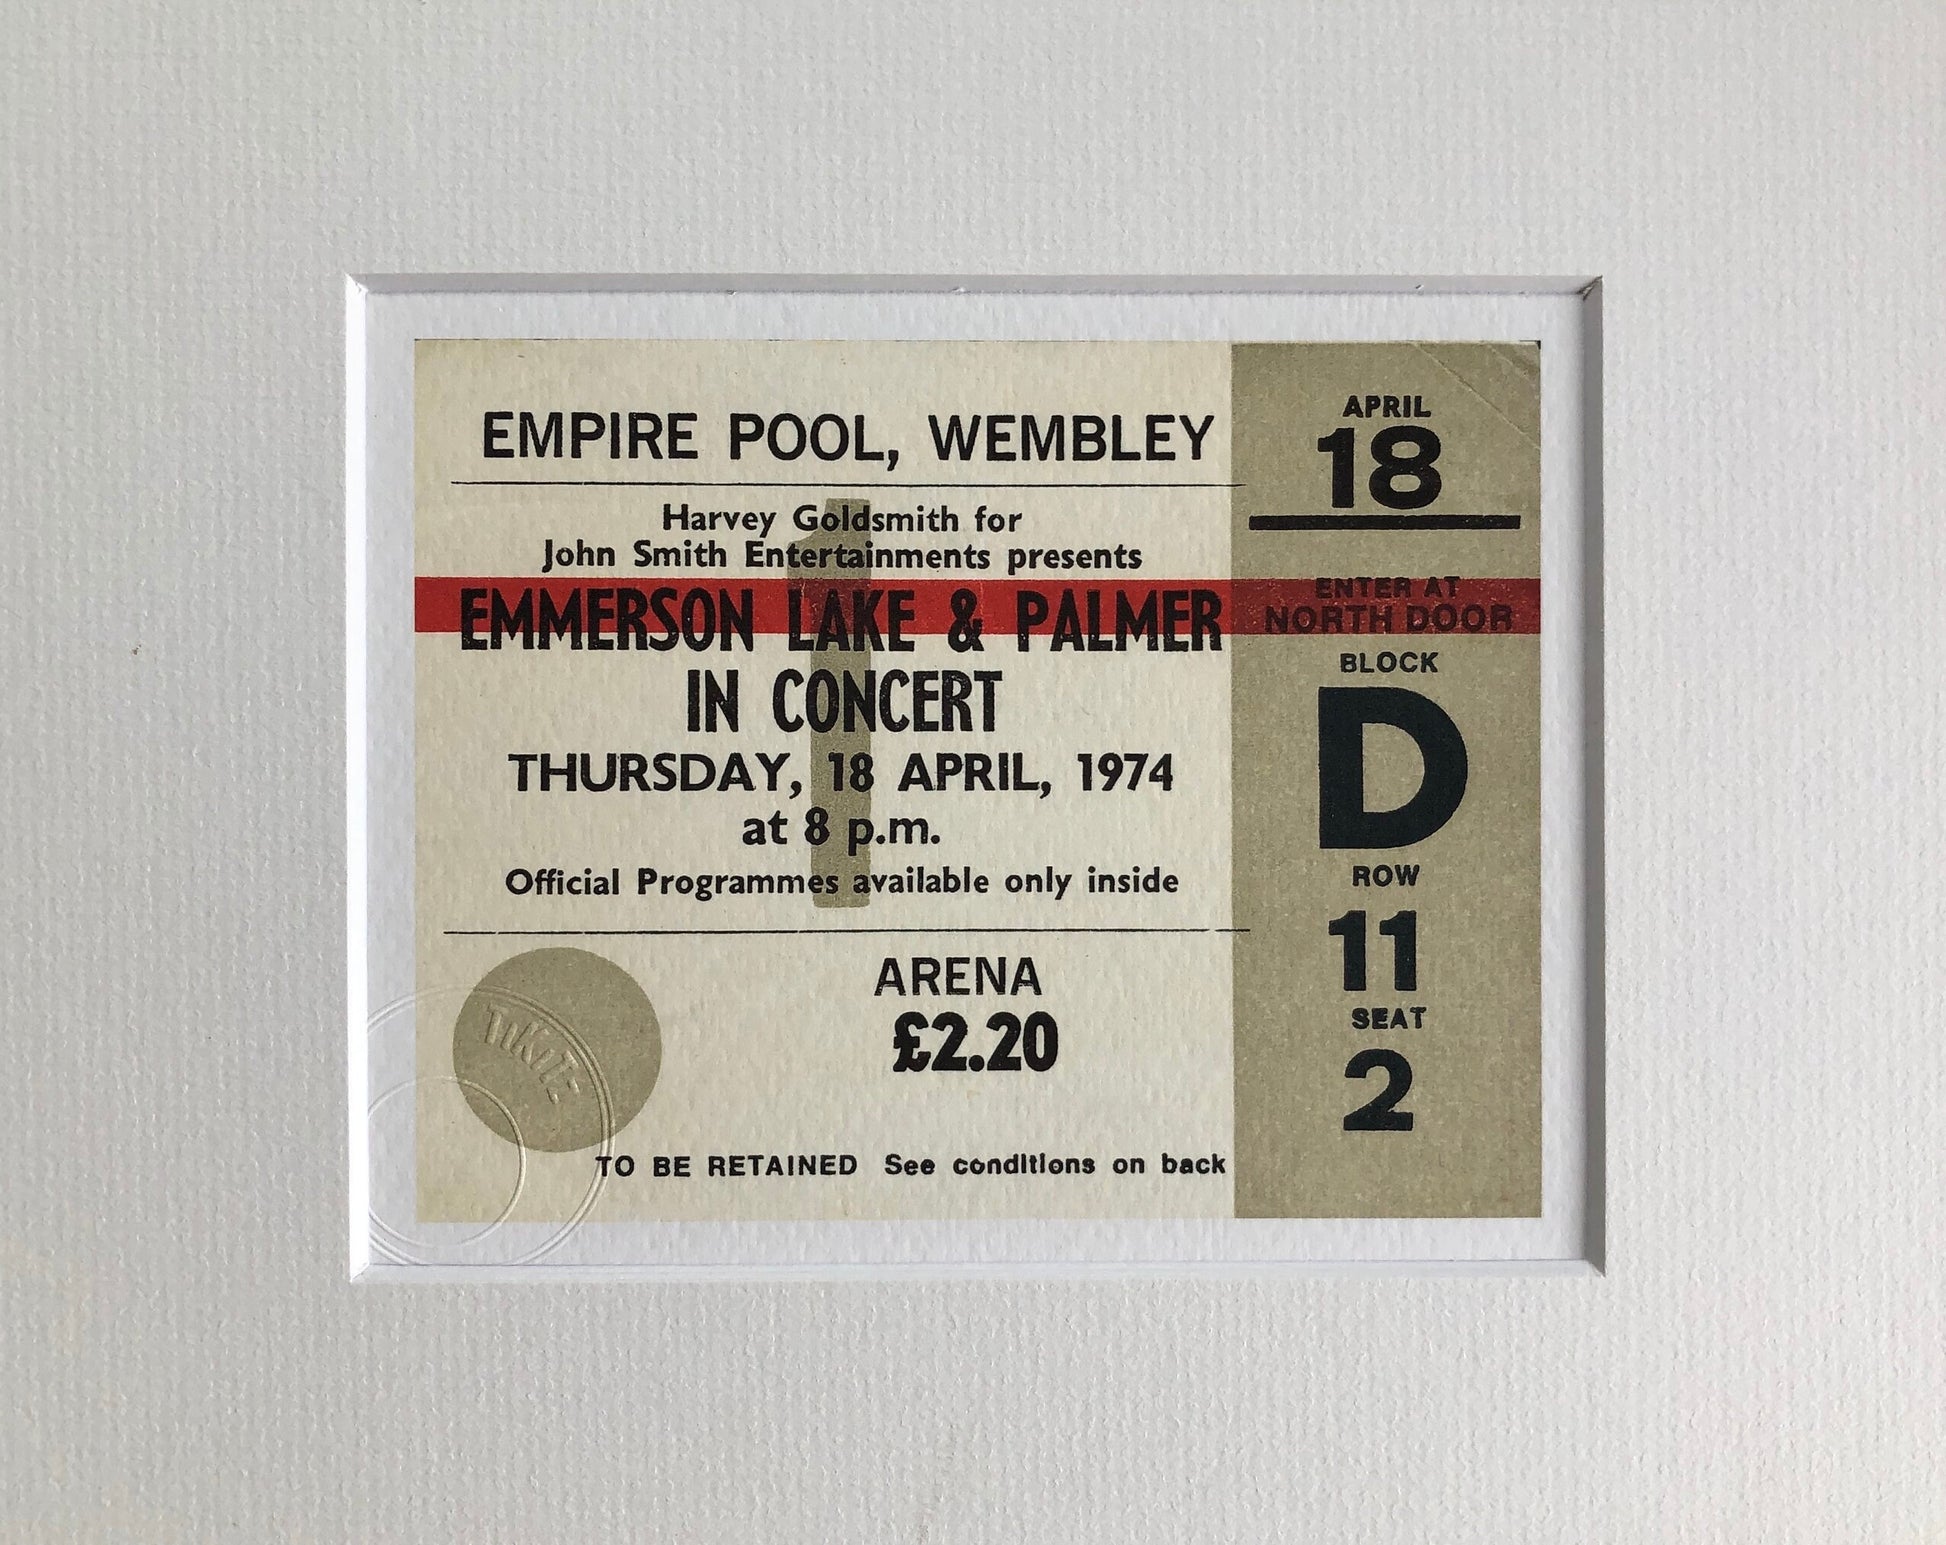 EMPIRE POOL, WEMBLEY
Harvey Goldsmith for
John Smith Entertainments presents
EMMERSON LAKE & PALMER
IN CONCERT
THURSDAY, 18 APRIL, 1974
at 8 p.m.
Official Programmes available only inside
ARENA
£2.20
TO BE RETAINED See conditions on back
1
APRIL
18
ENTER AT
NORTH DOOR
BLOCK
D
ROW
11
SEAT
2